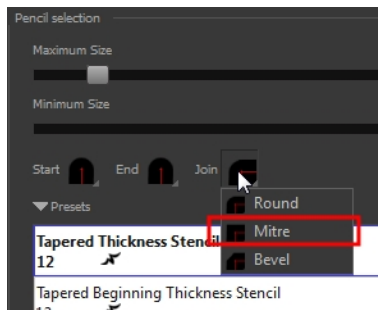 Pencil selection
Maximum Size
Minimum Size
Start End Join
Round
Presets
Mitre
Tapered Thickness Stencil
12
Bevel
Tapered Beginning Thickness Stencil